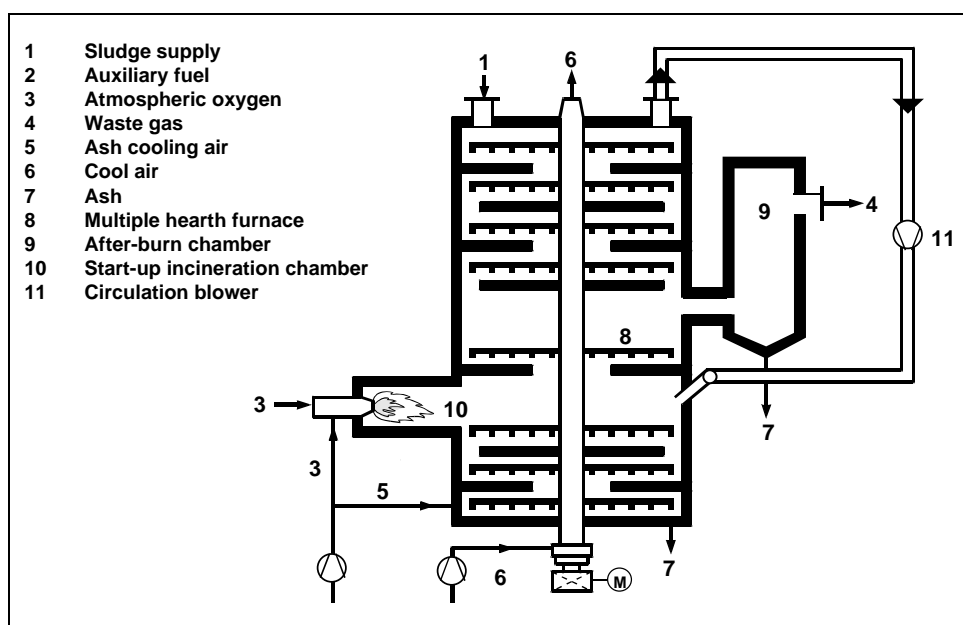 1 Sludge supply
2 Auxiliary fuel
3 Atmospheric oxygen
4 Waste gas
5 Ash cooling air
6 Cool air
7 Ash
8 Multiple hearth furnace
9 After-burn chamber
10 Start-up incineration chamber
11 Circulation blower
1
6
9
4
11
8
3
10
7
3
5
6
7
M